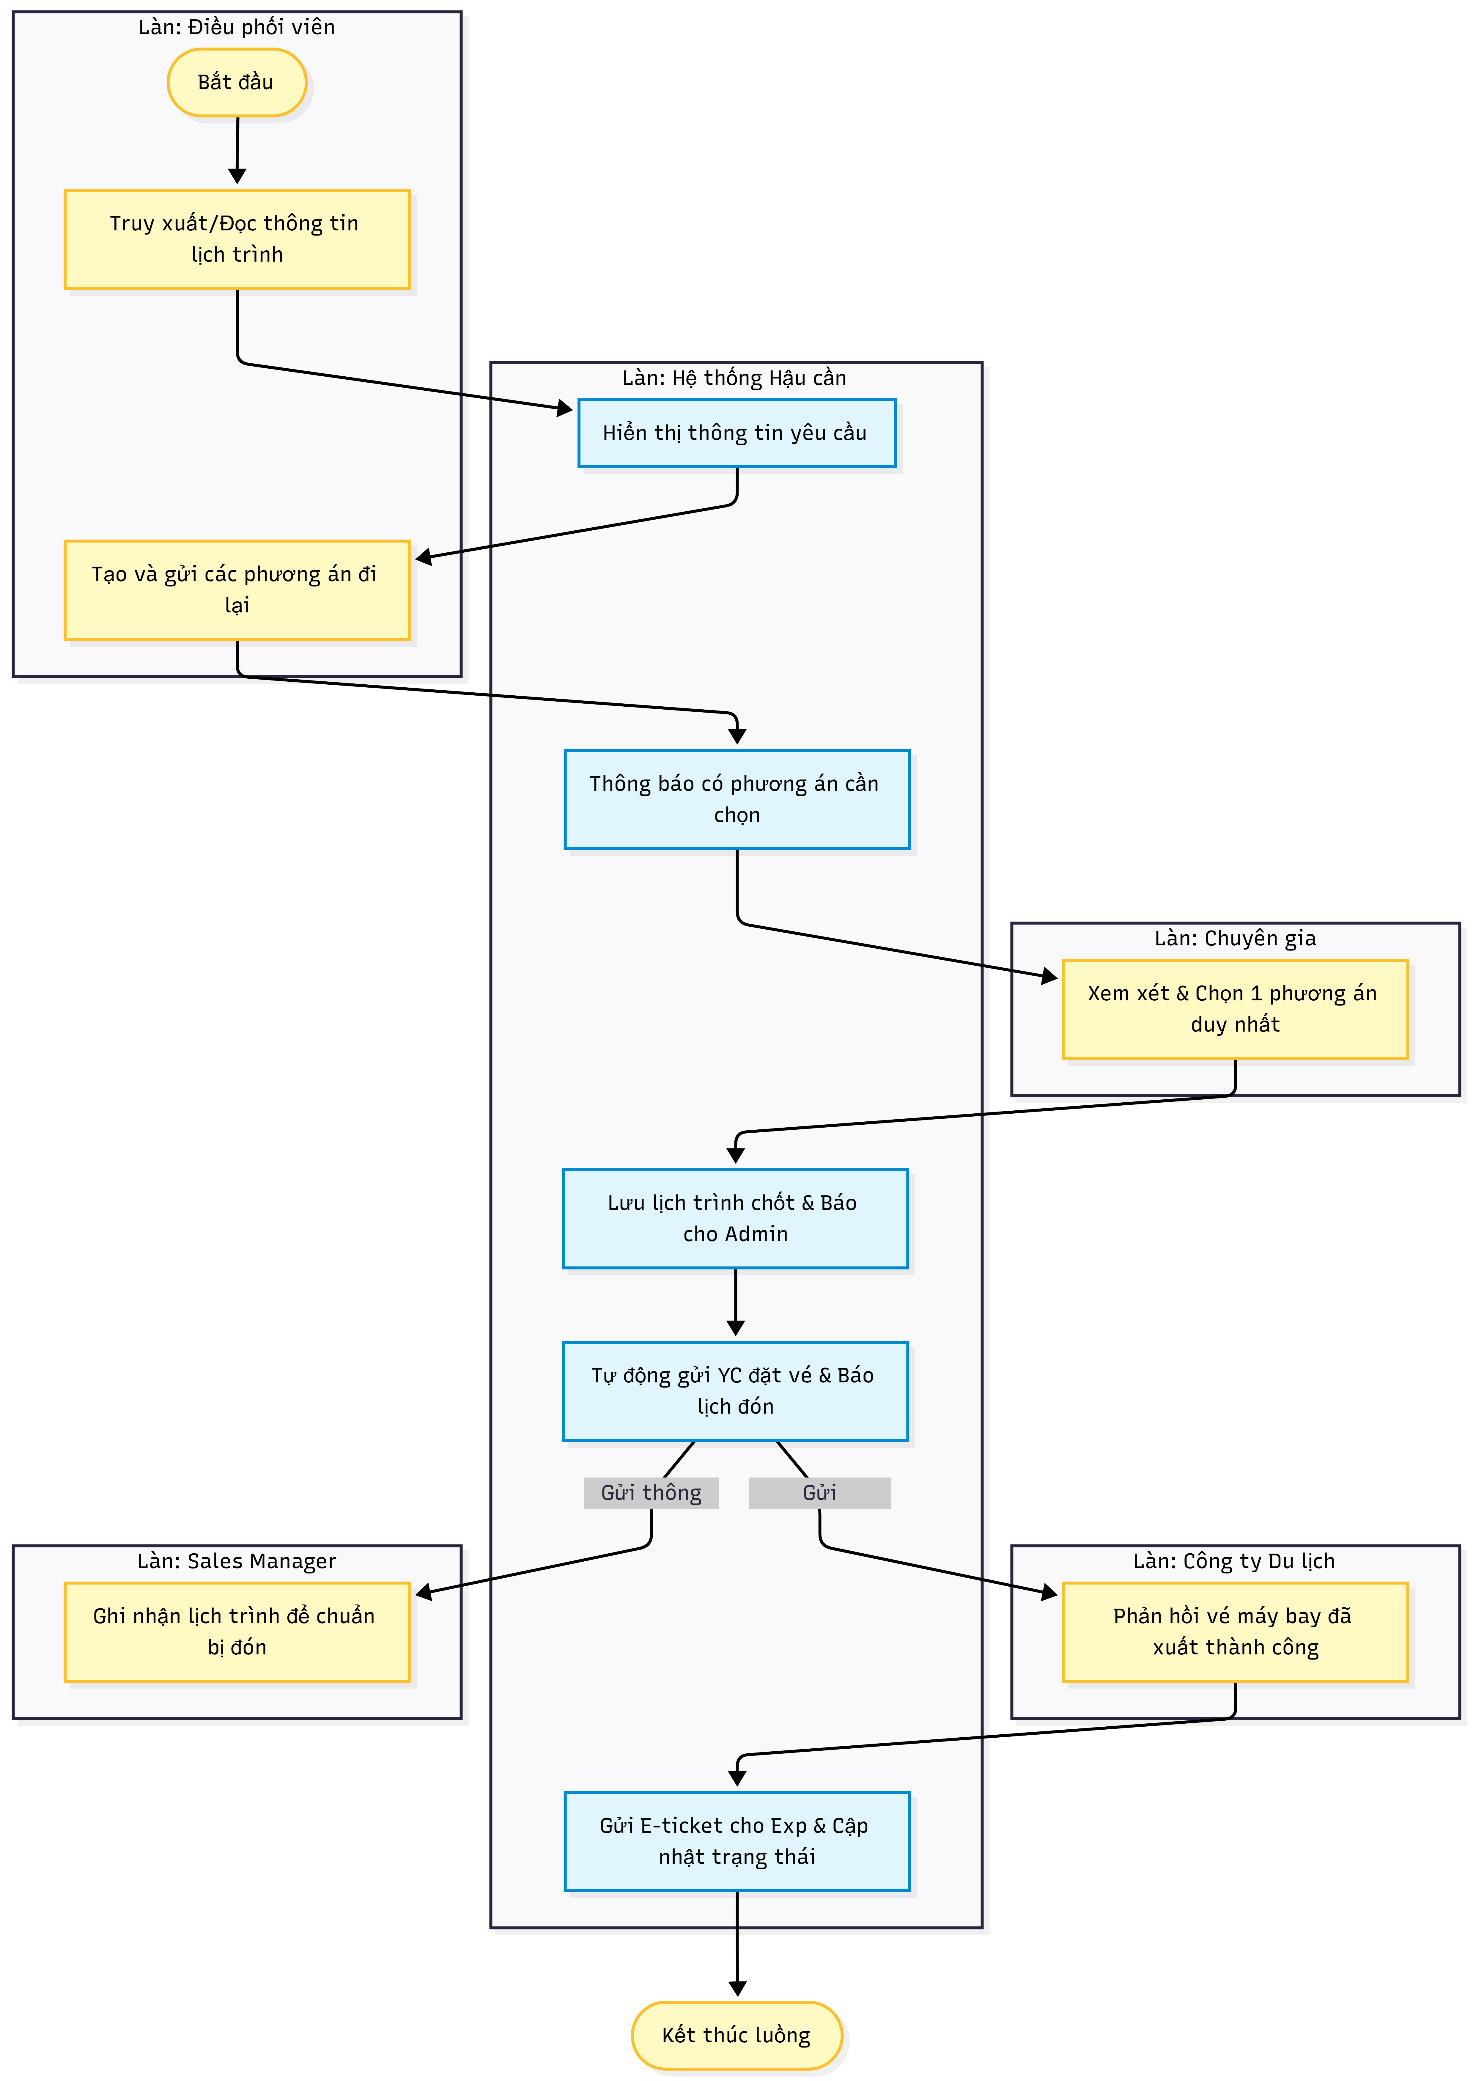 Làn: Điều phối viên
Bắt đầu
Truy xuất/Đọc thông tin
lịch trình
Làn: Hệ thống Hậu cần
Hiển thị thông tin yêu cầu
Tạo và gửi các phương án đi
lại
Thông báo có phương án cần
chọn
Làn: Chuyên gia
Xem xét & Chọn 1 phương án
duy nhất
Lưu lịch trình chốt & Báo
cho Admin
Tự động gửi YC đặt vé & Báo
lịch đón
Gửi thông
Gửi
Làn: Sales Manager
Ghi nhận lịch trình để chuẩn
bị đón
Làn: Công ty Du lịch
Phản hồi vé máy bay đã
xuất thành công
Gửi E-ticket cho Exp & Cập
nhật trạng thái
Kết thúc luồng